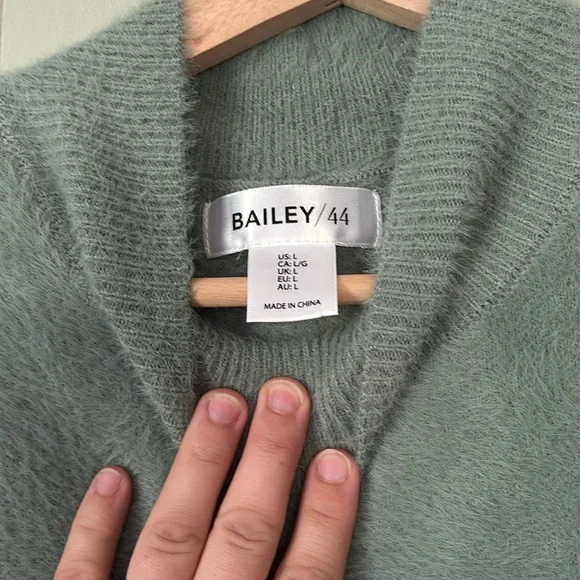 BAILEY/44
US: L
CA: L/G
UK: L
EU: L
AU: L
MADE IN CHINA